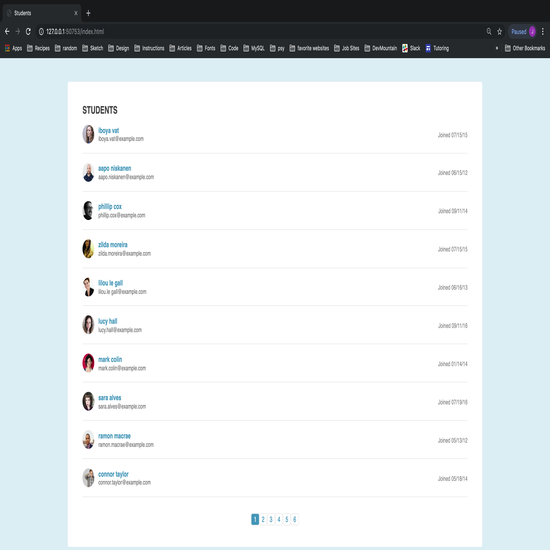 Students
127.0.0.1:50753/index.html
Paused
Apps Recipes random Sketch Design Instructions Articles Fonts Code MySQL psy favorite websites Job Sites DevMountain Slack Tutoring Other Bookmarks
STUDENTS
iboya vat
iboya.vat@example.com
Joined 07/15/15
aapo niskanen
aapo.niskanen@example.com
Joined 06/15/12
phillip cox
phillip.cox@example.com
Joined 09/11/14
zilda moreira
zilda.moreira@example.com
Joined 07/15/15
lilou le gall
lilou.le gall@example.com
Joined 06/16/13
lucy hall
lucy.hall@example.com
Joined 09/11/16
mark colin
mark.colin@example.com
Joined 01/14/14
sara alves
sara.alves@example.com
Joined 07/19/16
ramon macrae
ramon.macrae@example.com
Joined 05/13/12
connor taylor
connor.taylor@example.com
Joined 05/18/14
1 2 3 4 5 6